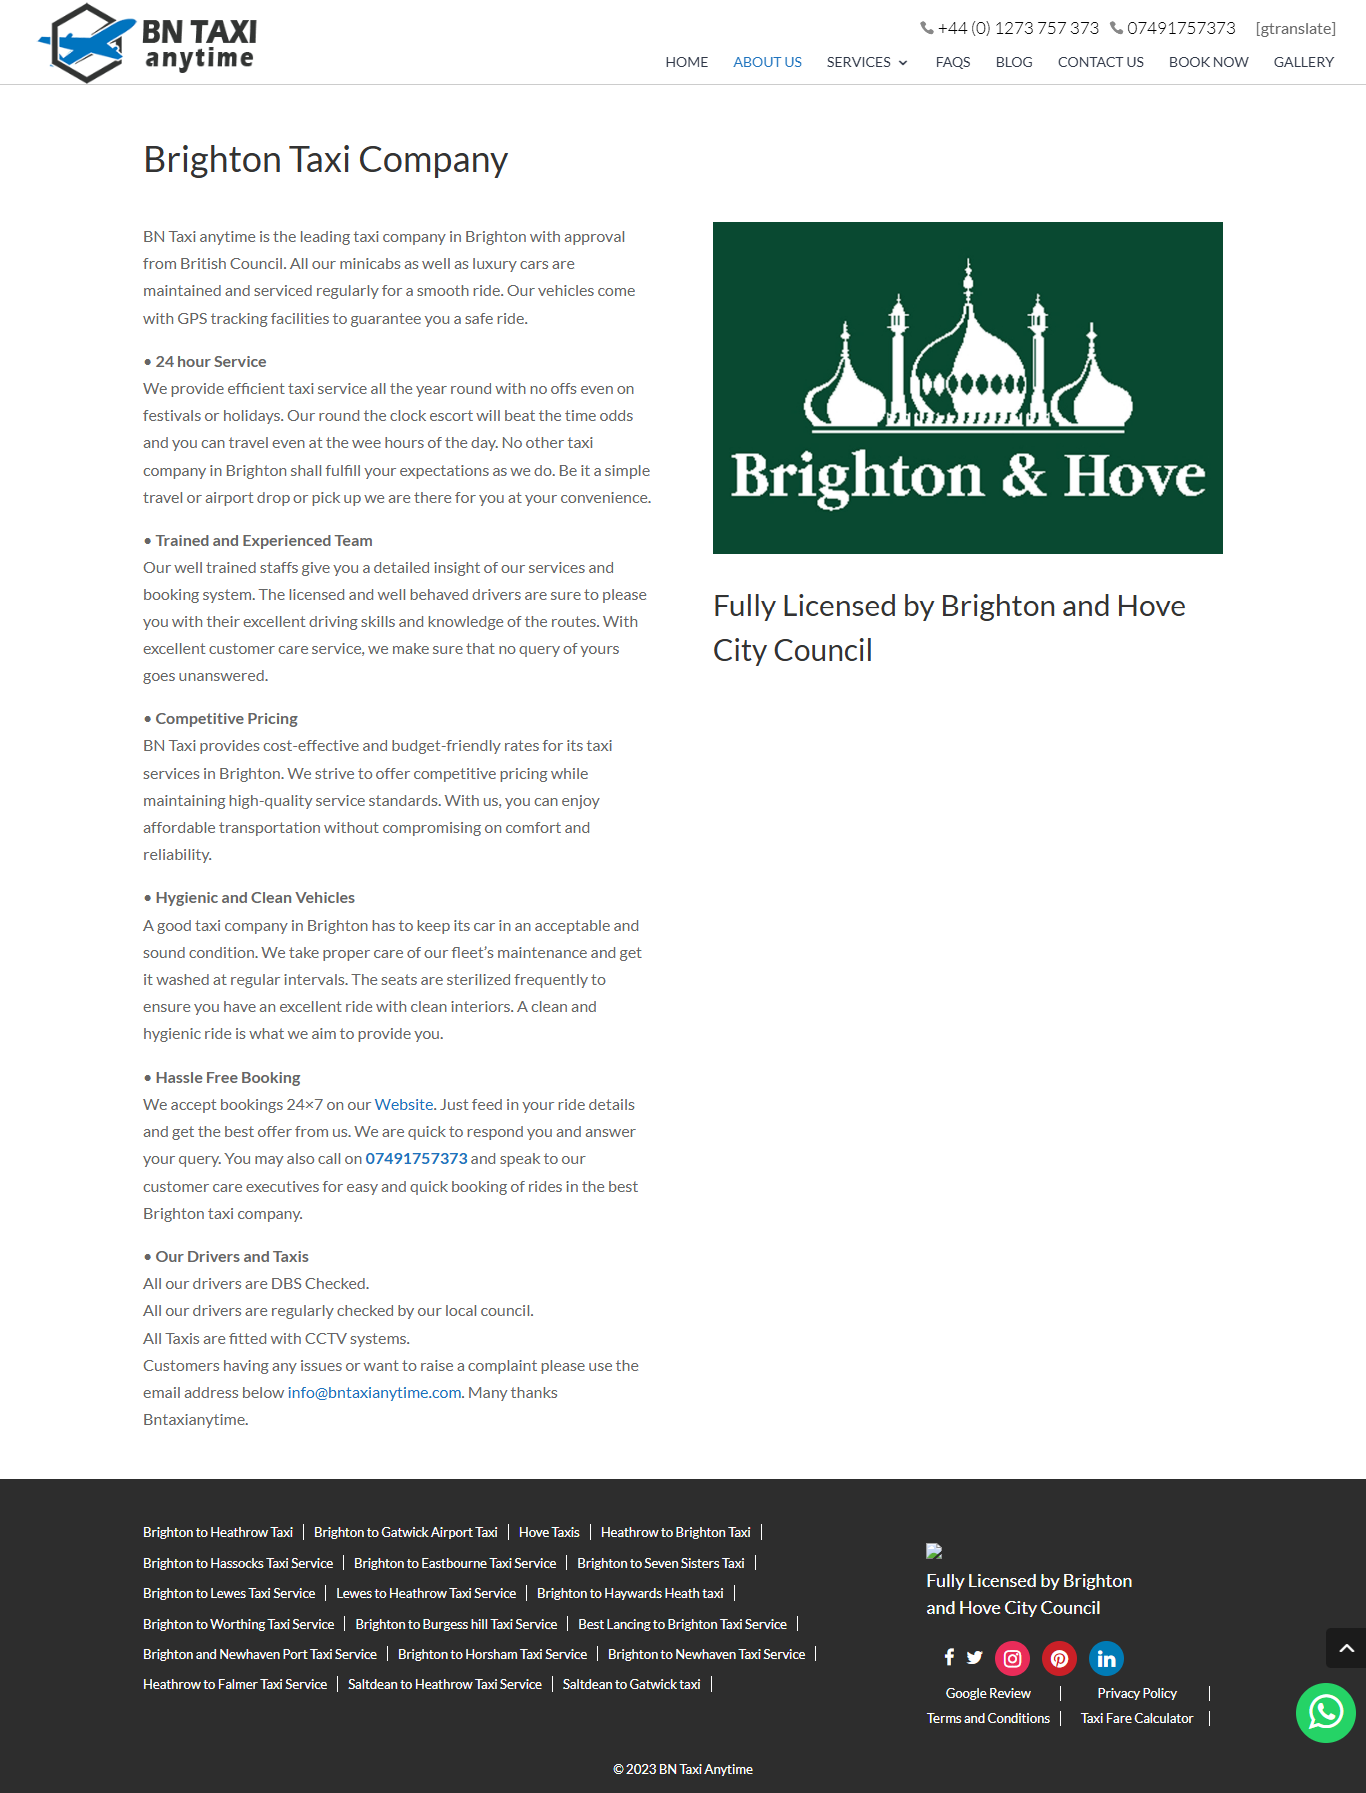 BN TAXI
anytime
+44 (0) 1273 757 373 07491757373 [gtranslate]
HOME ABOUT US SERVICES FAQS BLOG CONTACT US BOOK NOW GALLERY
Brighton Taxi Company
BN Taxi anytime is the leading taxi company in Brighton with approval
from British Council. All our minicabs as well as luxury cars are
maintained and serviced regularly for a smooth ride. Our vehicles come
with GPS tracking facilities to guarantee you a safe ride.
• 24 hour Service
We provide efficient taxi service all the year round with no offs even on
festivals or holidays. Our round the clock escort will beat the time odds
and you can travel even at the wee hours of the day. No other taxi
company in Brighton shall fulfill your expectations as we do. Be it a simple
travel or airport drop or pick up we are there for you at your convenience.
• Trained and Experienced Team
Our well trained staffs give you a detailed insight of our services and
booking system. The licensed and well behaved drivers are sure to please
you with their excellent driving skills and knowledge of the routes. With
excellent customer care service, we make sure that no query of yours
goes unanswered.
• Competitive Pricing
BN Taxi provides cost-effective and budget-friendly rates for its taxi
services in Brighton. We strive to offer competitive pricing while
maintaining high-quality service standards. With us, you can enjoy
affordable transportation without compromising on comfort and
reliability.
• Hygienic and Clean Vehicles
A good taxi company in Brighton has to keep its car in an acceptable and
sound condition. We take proper care of our fleet’s maintenance and get
it washed at regular intervals. The seats are sterilized frequently to
ensure you have an excellent ride with clean interiors. A clean and
hygienic ride is what we aim to provide you.
• Hassle Free Booking
We accept bookings 24×7 on our Website. Just feed in your ride details
and get the best offer from us. We are quick to respond you and answer
your query. You may also call on 07491757373 and speak to our
customer care executives for easy and quick booking of rides in the best
Brighton taxi company.
• Our Drivers and Taxis
All our drivers are DBS Checked.
All our drivers are regularly checked by our local council.
All Taxis are fitted with CCTV systems.
Customers having any issues or want to raise a complaint please use the
email address below info@bntaxianytime.com. Many thanks
Bntaxianytime.
Brighton & Hove
Fully Licensed by Brighton and Hove
City Council
Brighton to Heathrow Taxi | Brighton to Gatwick Airport Taxi | Hove Taxis | Heathrow to Brighton Taxi |
Brighton to Hassocks Taxi Service | Brighton to Eastbourne Taxi Service | Brighton to Seven Sisters Taxi |
Brighton to Lewes Taxi Service | Lewes to Heathrow Taxi Service | Brighton to Haywards Heath taxi |
Brighton to Worthing Taxi Service | Brighton to Burgess hill Taxi Service | Best Lancing to Brighton Taxi Service |
Brighton and Newhaven Port Taxi Service | Brighton to Horsham Taxi Service | Brighton to Newhaven Taxi Service |
Heathrow to Falmer Taxi Service | Saltdean to Heathrow Taxi Service | Saltdean to Gatwick taxi |
Fully Licensed by Brighton
and Hove City Council
Google Review | Privacy Policy |
Terms and Conditions | Taxi Fare Calculator |
© 2023 BN Taxi Anytime